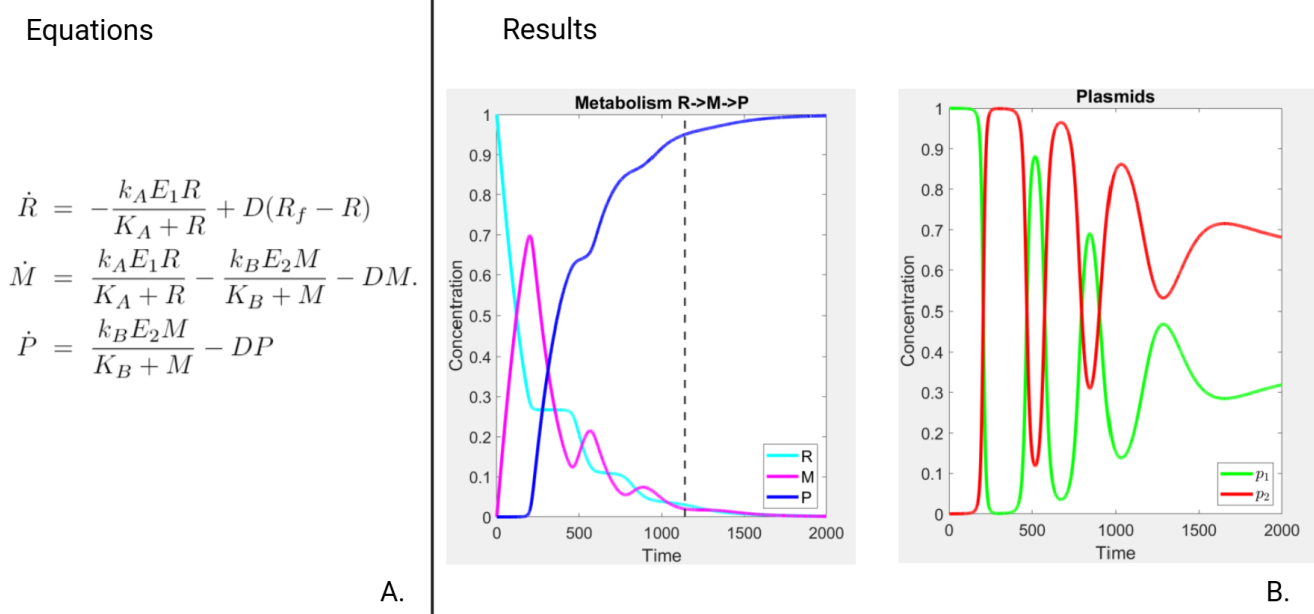 Equations
Ṙ = − k_A E_1 R / (K_A + R) + D(R_f − R)
Ṁ = k_A E_1 R / (K_A + R) − k_B E_2 M / (K_B + M) − DM.
Ṗ = k_B E_2 M / (K_B + M) − DP
A.
Results
Metabolism R->M->P
Concentration
1
0.9
0.8
0.7
0.6
0.5
0.4
0.3
0.2
0.1
0
0 500 1000 1500 2000
Time
R
M
P
Plasmids
Concentration
1
0.9
0.8
0.7
0.6
0.5
0.4
0.3
0.2
0.1
0
0 500 1000 1500 2000
Time
p_1
p_2
B.